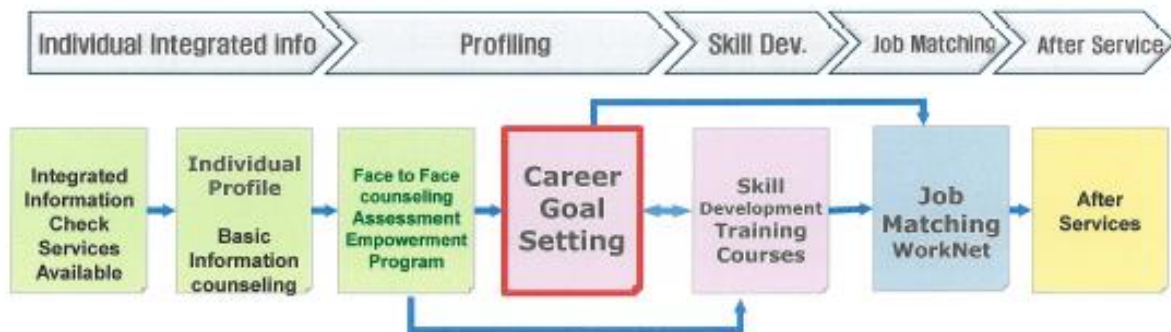 Individual Integrated Info
Profiling
Skill Dev.
Job Matching
After Service
Integrated
Information
Check
Services
Available
Individual
Profile
Basic
Information
counseling
Face to Face
counseling
Assessment
Empowerment
Program
Career
Goal
Setting
Skill
Development
Training
Courses
Job
Matching
WorkNet
After
Services